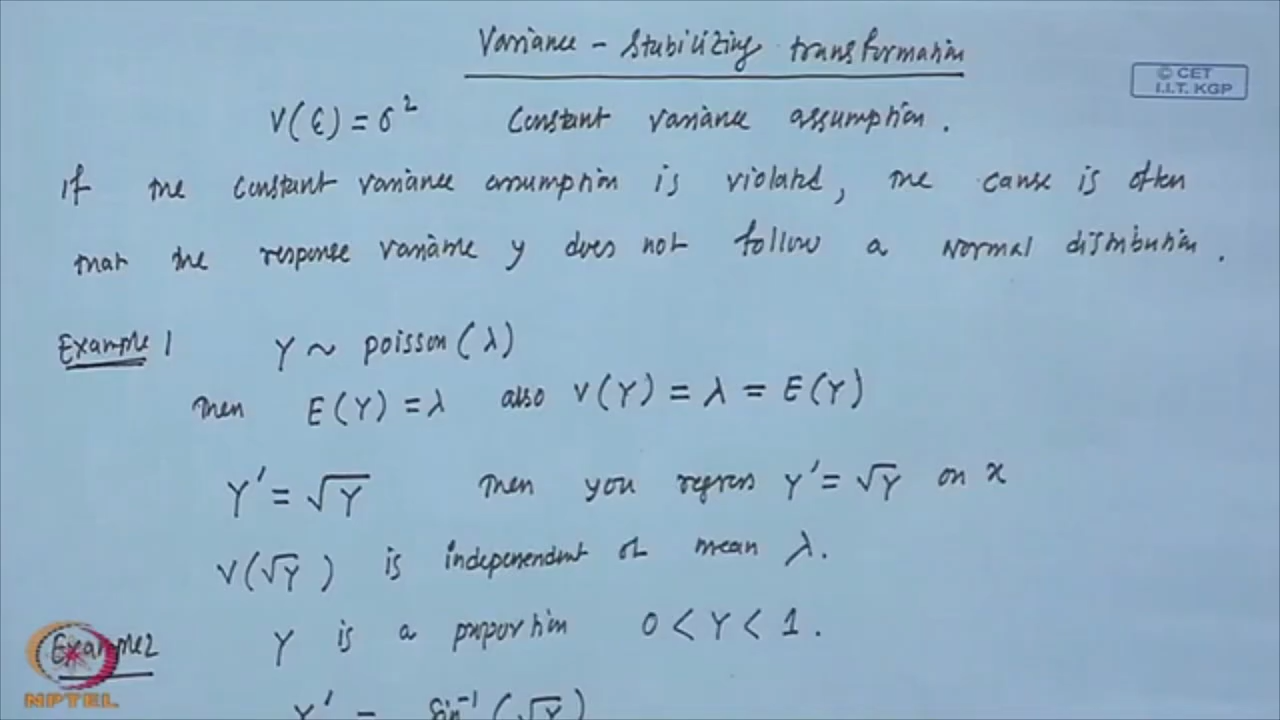 Variance - Stabilizing transformation
© CET
I.I.T. KGP
V(ε) = σ² Constant variance assumption.
If the constant variance assumption is violated, the cause is often
that the response variable y does not follow a Normal distribution.
Example 1 Y ~ poisson(λ)
Then E(Y) = λ also V(Y) = λ = E(Y)
Y' = √Y Then you regress y' = √y on x
V(√Y) is independent of mean λ.
Example 2 Y is a proportion 0 < Y < 1.
Y' = Sin⁻¹(√Y)
NPTEL